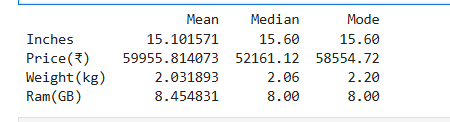 Mean Median Mode
Inches 15.101571 15.60 15.60
Price(₹) 59955.814073 52161.12 58554.72
Weight(kg) 2.031893 2.06 2.20
Ram(GB) 8.454831 8.00 8.00